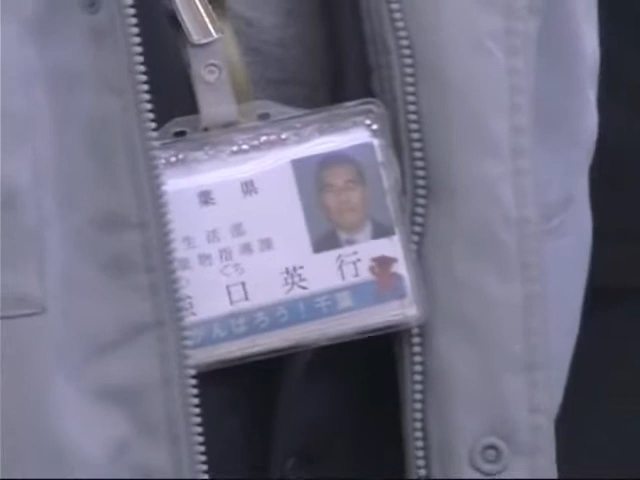 葉県
生活部
棄物指導課
ぐち
口英行
がんばろう！千葉